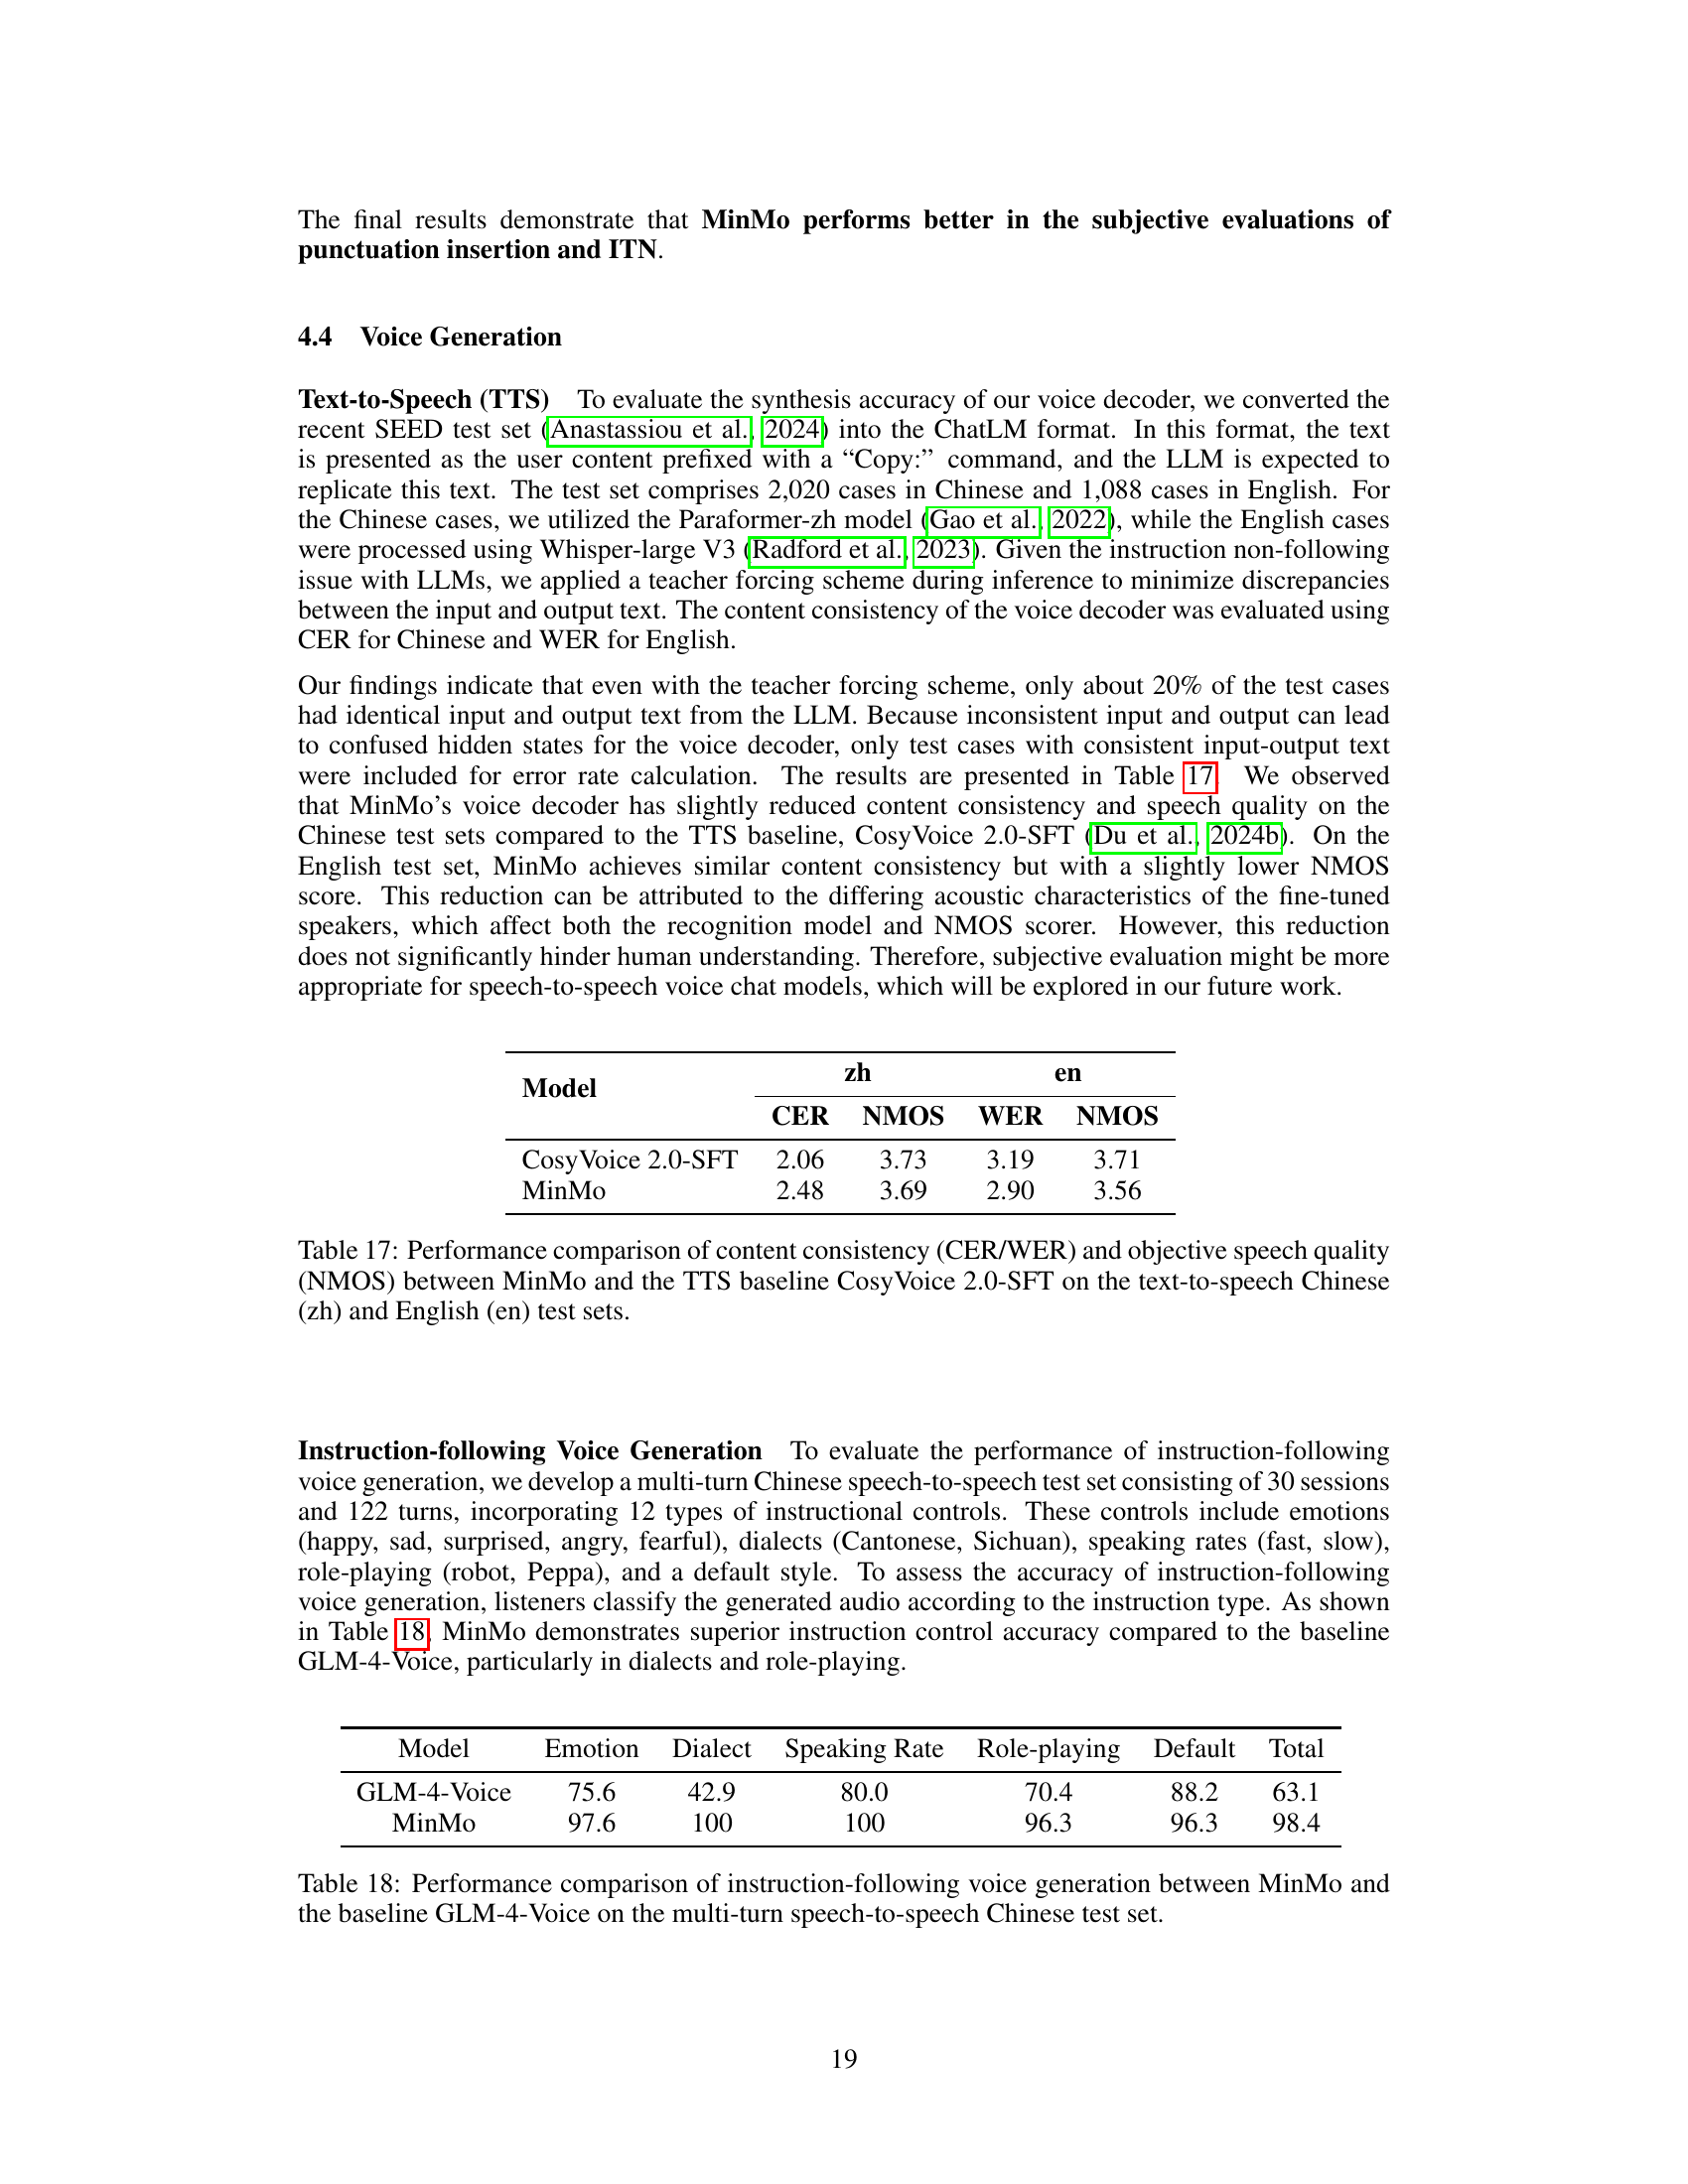 The final results demonstrate that MinMo performs better in the subjective evaluations of
punctuation insertion and ITN.
4.4 Voice Generation
Text-to-Speech (TTS) To evaluate the synthesis accuracy of our voice decoder, we converted the
recent SEED test set (Anastassiou et al., 2024) into the ChatLM format. In this format, the text
is presented as the user content prefixed with a “Copy:” command, and the LLM is expected to
replicate this text. The test set comprises 2,020 cases in Chinese and 1,088 cases in English. For
the Chinese cases, we utilized the Paraformer-zh model (Gao et al., 2022), while the English cases
were processed using Whisper-large V3 (Radford et al., 2023). Given the instruction non-following
issue with LLMs, we applied a teacher forcing scheme during inference to minimize discrepancies
between the input and output text. The content consistency of the voice decoder was evaluated using
CER for Chinese and WER for English.
Our findings indicate that even with the teacher forcing scheme, only about 20% of the test cases
had identical input and output text from the LLM. Because inconsistent input and output can lead
to confused hidden states for the voice decoder, only test cases with consistent input-output text
were included for error rate calculation. The results are presented in Table 17. We observed
that MinMo’s voice decoder has slightly reduced content consistency and speech quality on the
Chinese test sets compared to the TTS baseline, CosyVoice 2.0-SFT (Du et al., 2024b). On the
English test set, MinMo achieves similar content consistency but with a slightly lower NMOS
score. This reduction can be attributed to the differing acoustic characteristics of the fine-tuned
speakers, which affect both the recognition model and NMOS scorer. However, this reduction
does not significantly hinder human understanding. Therefore, subjective evaluation might be more
appropriate for speech-to-speech voice chat models, which will be explored in our future work.
Model zh en
CER NMOS WER NMOS
CosyVoice 2.0-SFT 2.06 3.73 3.19 3.71
MinMo 2.48 3.69 2.90 3.56
Table 17: Performance comparison of content consistency (CER/WER) and objective speech quality
(NMOS) between MinMo and the TTS baseline CosyVoice 2.0-SFT on the text-to-speech Chinese
(zh) and English (en) test sets.
Instruction-following Voice Generation To evaluate the performance of instruction-following
voice generation, we develop a multi-turn Chinese speech-to-speech test set consisting of 30 sessions
and 122 turns, incorporating 12 types of instructional controls. These controls include emotions
(happy, sad, surprised, angry, fearful), dialects (Cantonese, Sichuan), speaking rates (fast, slow),
role-playing (robot, Peppa), and a default style. To assess the accuracy of instruction-following
voice generation, listeners classify the generated audio according to the instruction type. As shown
in Table 18, MinMo demonstrates superior instruction control accuracy compared to the baseline
GLM-4-Voice, particularly in dialects and role-playing.
Model Emotion Dialect Speaking Rate Role-playing Default Total
GLM-4-Voice 75.6 42.9 80.0 70.4 88.2 63.1
MinMo 97.6 100 100 96.3 96.3 98.4
Table 18: Performance comparison of instruction-following voice generation between MinMo and
the baseline GLM-4-Voice on the multi-turn speech-to-speech Chinese test set.
19